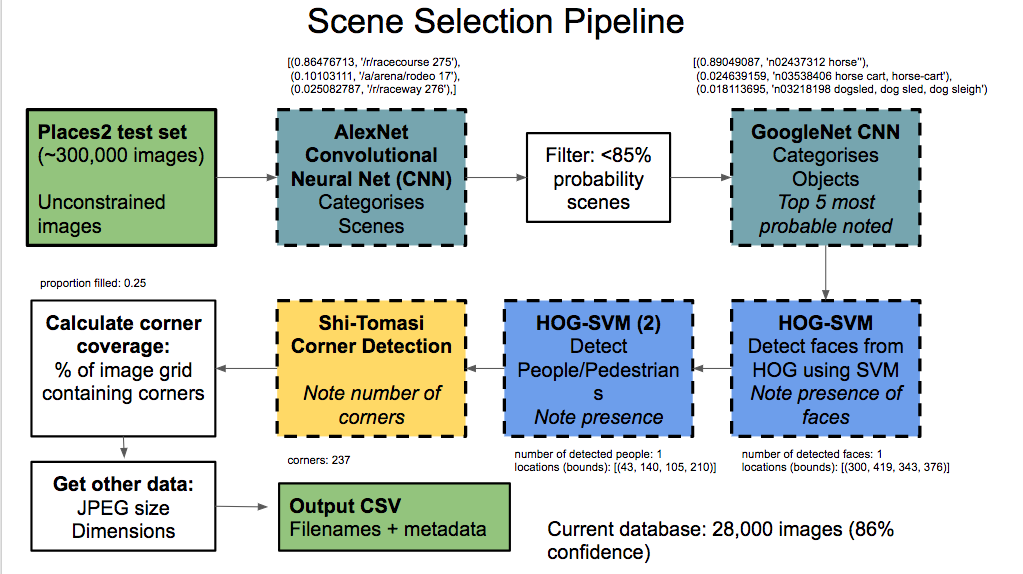 Scene Selection Pipeline
[(0.86476713, '/r/racecourse 275'),
(0.10103111, '/a/arena/rodeo 17'),
(0.025082787, '/r/raceway 276'),]
[(0.89049087, 'n02437312 horse''),
(0.024639159, 'n03538406 horse cart, horse-cart'),
(0.018113695, 'n03218198 dogsled, dog sled, dog sleigh')
Places2 test set
(~300,000 images)
Unconstrained
images
AlexNet
Convolutional
Neural Net (CNN)
Categorises
Scenes
Filter: <85%
probability
scenes
GoogleNet CNN
Categorises
Objects
Top 5 most
probable noted
HOG-SVM
Detect faces from
HOG using SVM
Note presence of
faces
number of detected faces: 1
locations (bounds): [(300, 419, 343, 376)]
HOG-SVM (2)
Detect
People/Pedestrian
s
Note presence
number of detected people: 1
locations (bounds): [(43, 140, 105, 210)]
Shi-Tomasi
Corner Detection
Note number of
corners
corners: 237
proportion filled: 0.25
Calculate corner
coverage:
% of image grid
containing corners
Get other data:
JPEG size
Dimensions
Output CSV
Filenames + metadata
Current database: 28,000 images (86%
confidence)